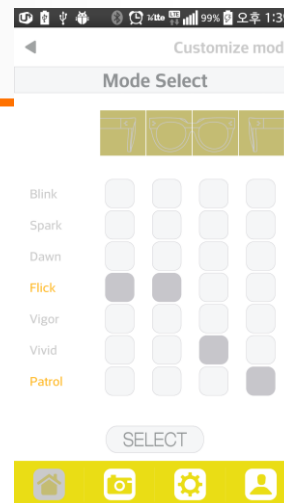 99% 오후 1:3
Customize mod
Mode Select
Blink
Spark
Dawn
Flick
Vigor
Vivid
Patrol
SELECT